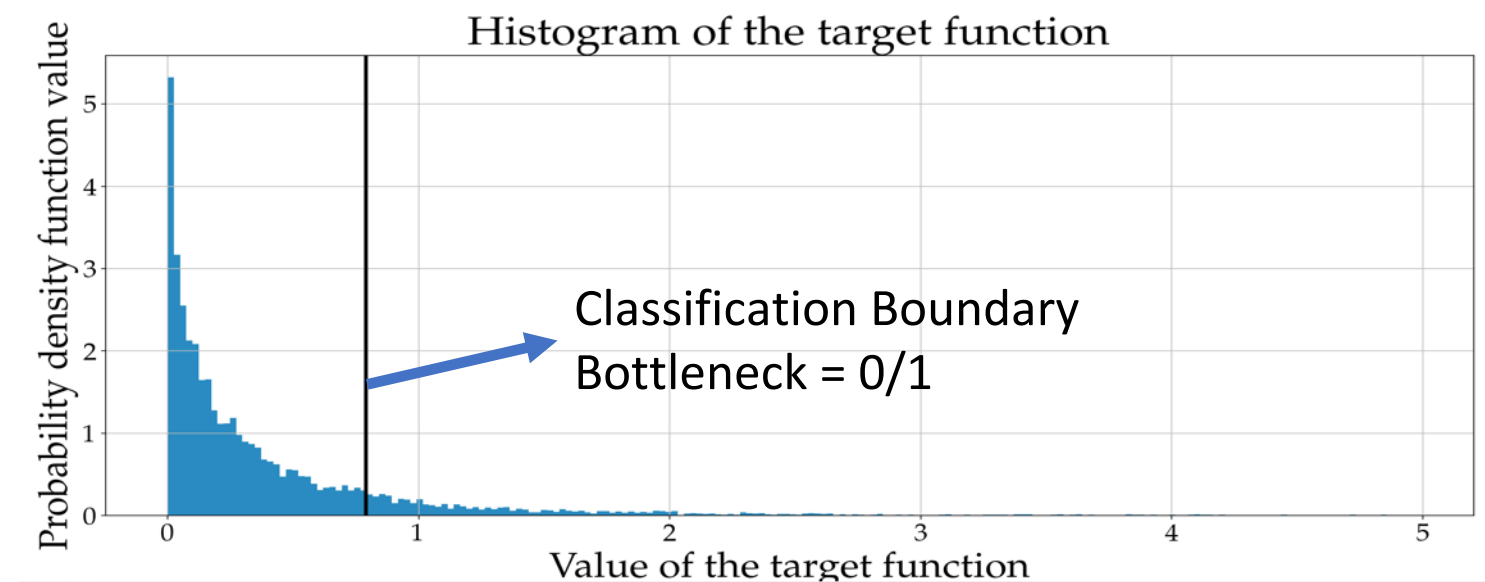 Histogram of the target function
Probability density function value
5
4
3
2
1
0
Classification Boundary
Bottleneck = 0/1
0
1
2
3
4
5
Value of the target function